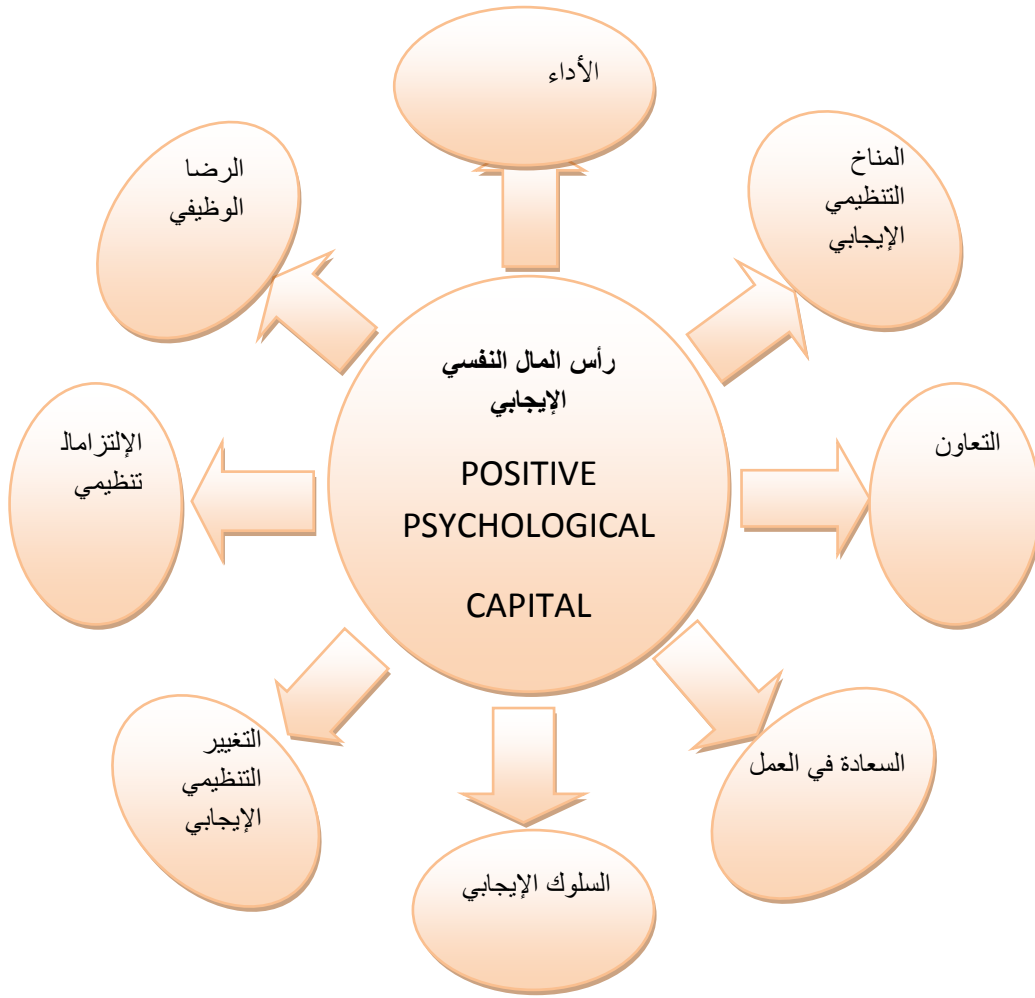 الأداء
المناخ
التنظيمي
الإيجابي
الرضا
الوظيفي
رأس المال النفسي
الإيجابي
POSITIVE
PSYCHOLOGICAL
CAPITAL
التعاون
الإلتزامالـ
تنظيمي
السعادة في العمل
التغيير
التنظيمي
الإيجابي
السلوك الإيجابي